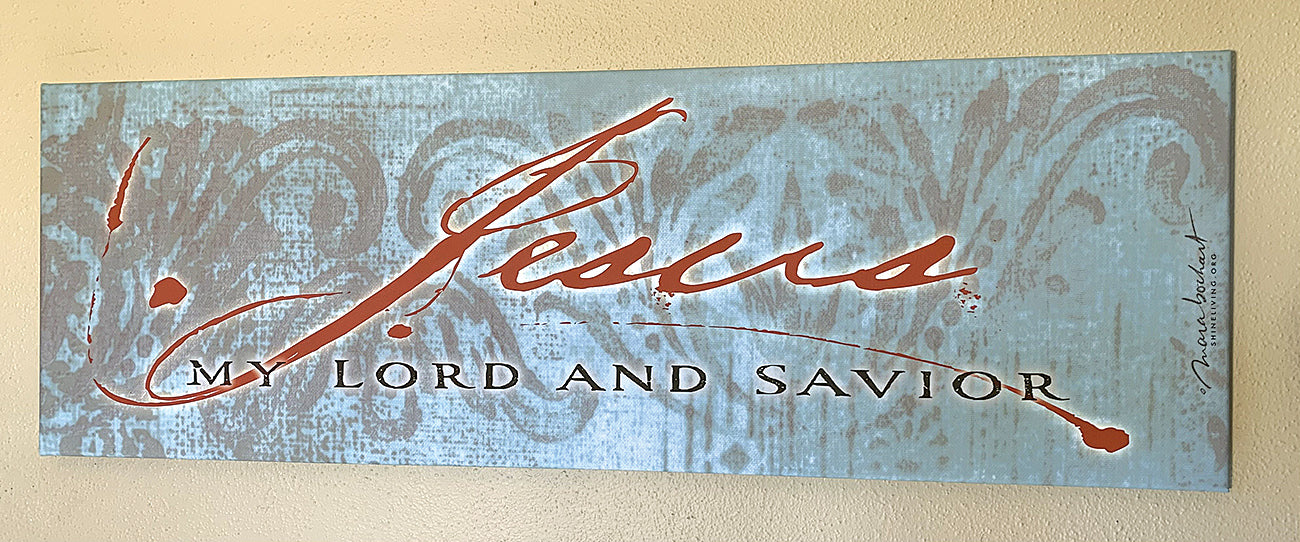 Jesus
MY LORD AND SAVIOR
mara bochart
SHINELIVING.ORG